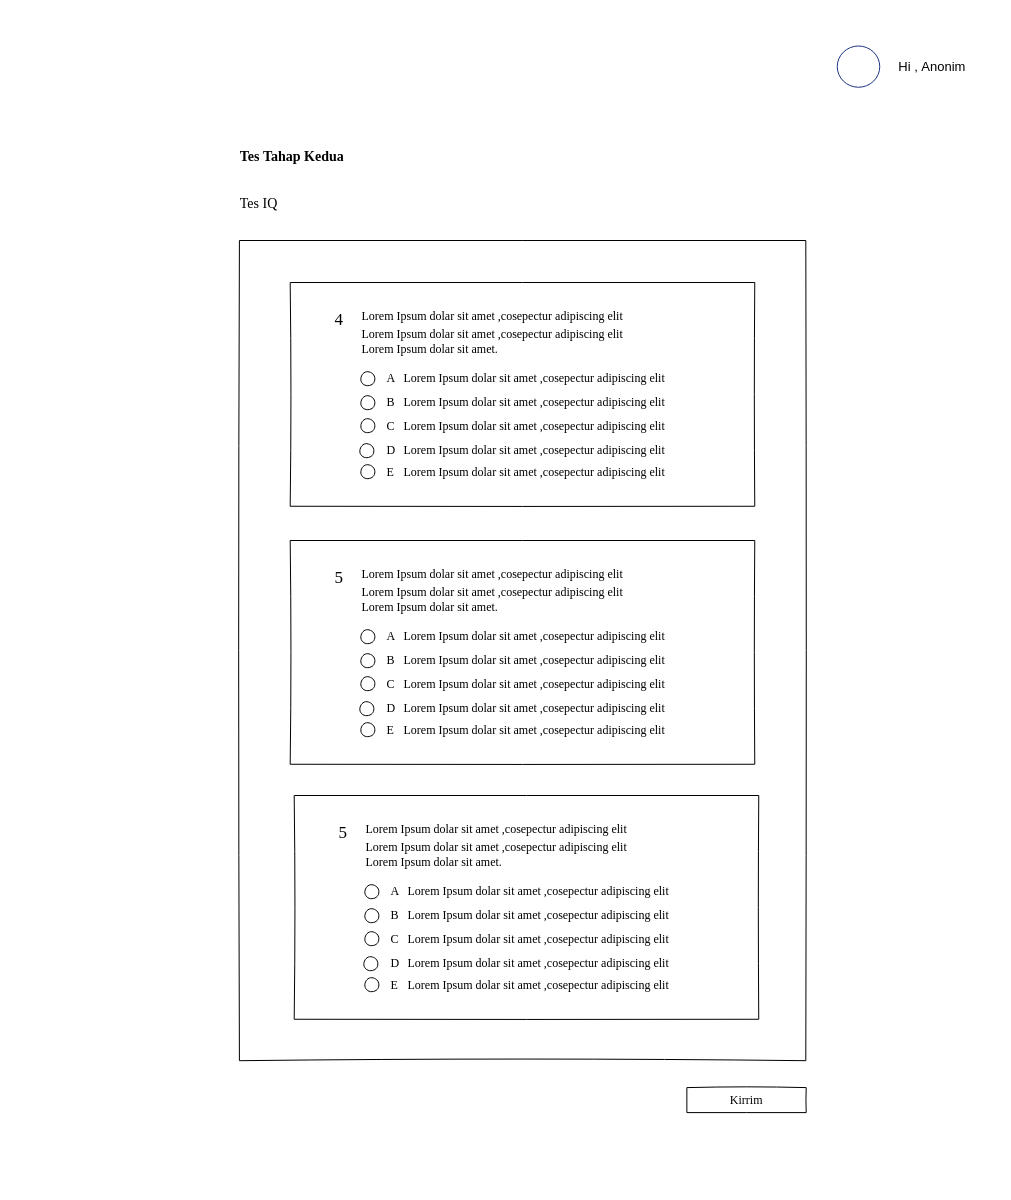 Hi , Anonim
Tes Tahap Kedua
Tes IQ
4 Lorem Ipsum dolar sit amet ,cosepectur adipiscing elit
Lorem Ipsum dolar sit amet ,cosepectur adipiscing elit
Lorem Ipsum dolar sit amet.
A Lorem Ipsum dolar sit amet ,cosepectur adipiscing elit
B Lorem Ipsum dolar sit amet ,cosepectur adipiscing elit
C Lorem Ipsum dolar sit amet ,cosepectur adipiscing elit
D Lorem Ipsum dolar sit amet ,cosepectur adipiscing elit
E Lorem Ipsum dolar sit amet ,cosepectur adipiscing elit
5 Lorem Ipsum dolar sit amet ,cosepectur adipiscing elit
Lorem Ipsum dolar sit amet ,cosepectur adipiscing elit
Lorem Ipsum dolar sit amet.
A Lorem Ipsum dolar sit amet ,cosepectur adipiscing elit
B Lorem Ipsum dolar sit amet ,cosepectur adipiscing elit
C Lorem Ipsum dolar sit amet ,cosepectur adipiscing elit
D Lorem Ipsum dolar sit amet ,cosepectur adipiscing elit
E Lorem Ipsum dolar sit amet ,cosepectur adipiscing elit
5 Lorem Ipsum dolar sit amet ,cosepectur adipiscing elit
Lorem Ipsum dolar sit amet ,cosepectur adipiscing elit
Lorem Ipsum dolar sit amet.
A Lorem Ipsum dolar sit amet ,cosepectur adipiscing elit
B Lorem Ipsum dolar sit amet ,cosepectur adipiscing elit
C Lorem Ipsum dolar sit amet ,cosepectur adipiscing elit
D Lorem Ipsum dolar sit amet ,cosepectur adipiscing elit
E Lorem Ipsum dolar sit amet ,cosepectur adipiscing elit
Kirrim